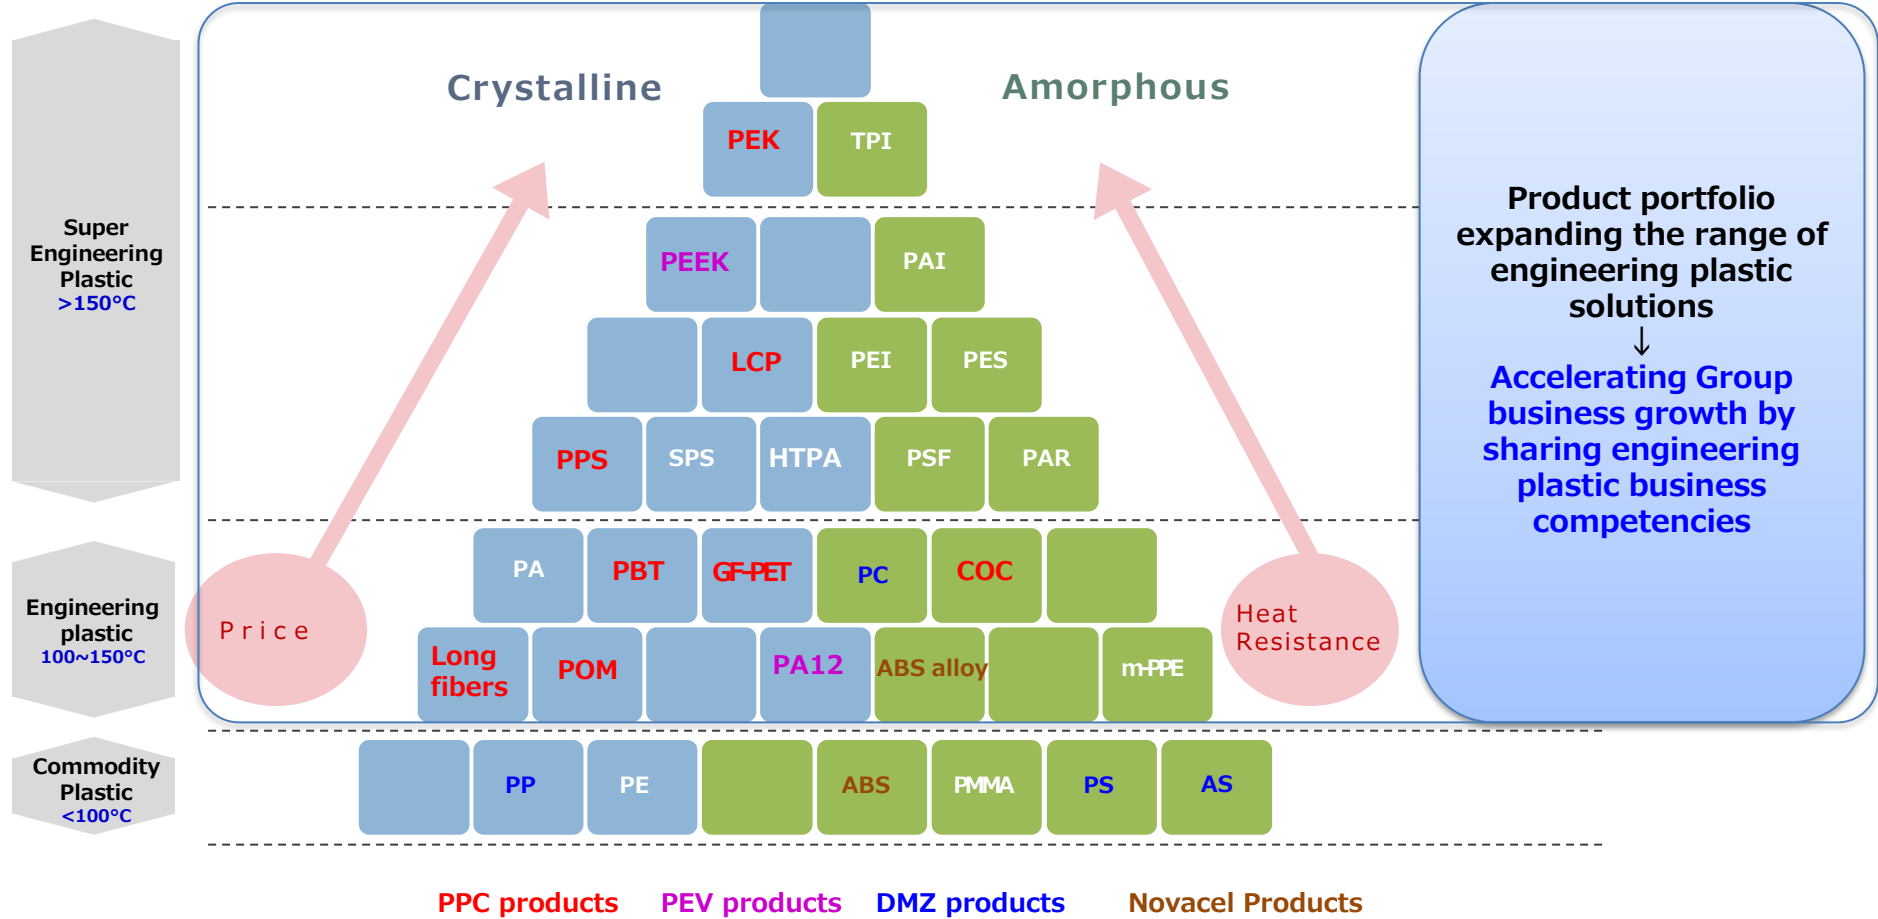 Crystalline
Amorphous
PEK
TPI
Super
Engineering
Plastic
>150°C
PEEK
PAI
LCP
PEI
PES
PPS
SPS
HTPA
PSF
PAR
Product portfolio
expanding the range of
engineering plastic
solutions
↓
Accelerating Group
business growth by
sharing engineering
plastic business
competencies
Engineering
plastic
100~150°C
Price
PA
PBT
GF-PET
PC
COC
Heat
Resistance
Long
fibers
POM
PA12
ABS alloy
m-PPE
Commodity
Plastic
<100°C
PP
PE
ABS
PMMA
PS
AS
PPC products
PEV products
DMZ products
Novacel Products